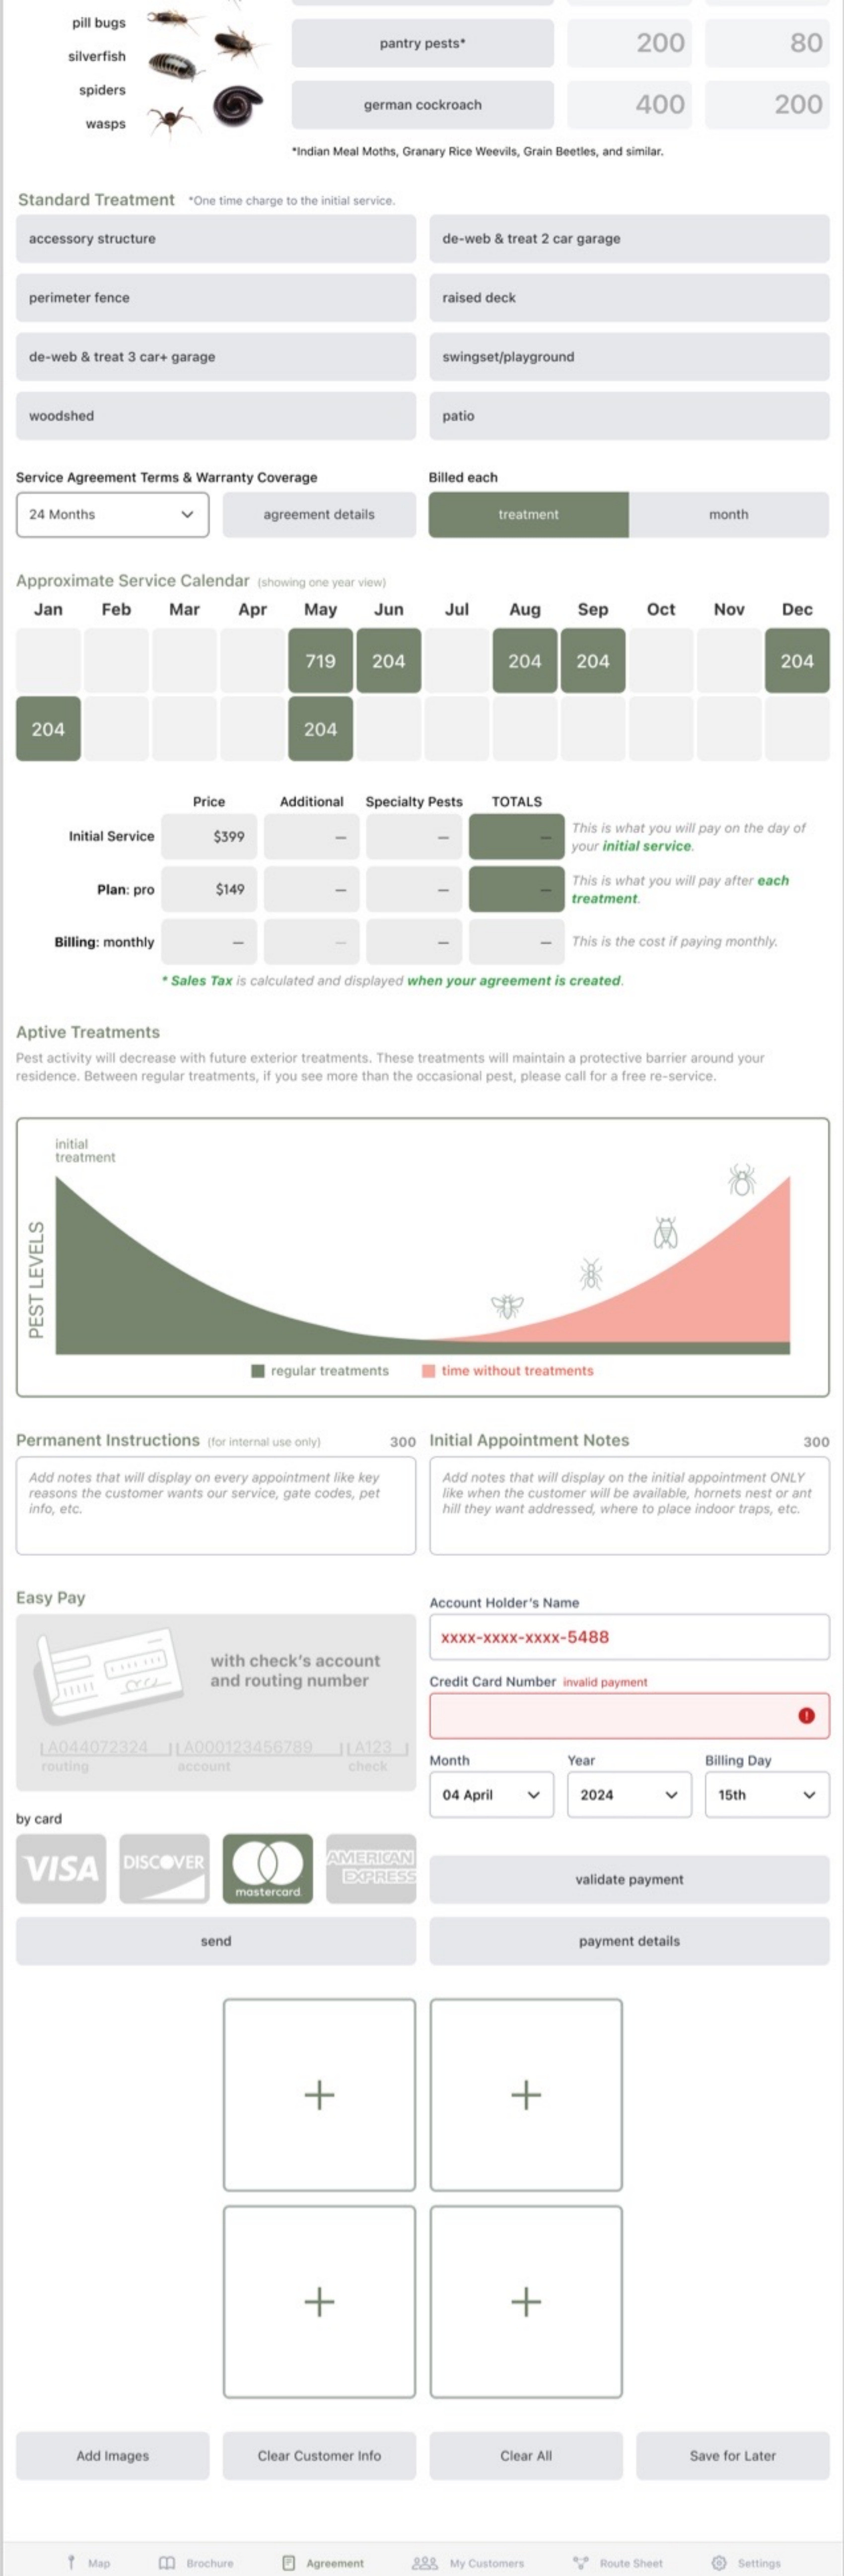 pill bugs
silverfish
spiders
wasps
pantry pests* 200 80
german cockroach 400 200
*Indian Meal Moths, Granary Rice Weevils, Grain Beetles, and similar.
Standard Treatment *One time charge to the initial service.
accessory structure de-web & treat 2 car garage
perimeter fence raised deck
de-web & treat 3 car+ garage swingset/playground
woodshed patio
Service Agreement Terms & Warranty Coverage Billed each
24 Months agreement details treatment month
Approximate Service Calendar (showing one year view)
Jan Feb Mar Apr May Jun Jul Aug Sep Oct Nov Dec
719 204 204 204 204
204 204
Price Additional Specialty Pests TOTALS
Initial Service $399 – – – This is what you will pay on the day of
your initial service.
Plan: pro $149 – – – This is what you will pay after each
treatment.
Billing: monthly – – – – This is the cost if paying monthly.
* Sales Tax is calculated and displayed when your agreement is created.
Aptive Treatments
Pest activity will decrease with future exterior treatments. These treatments will maintain a protective barrier around your
residence. Between regular treatments, if you see more than the occasional pest, please call for a free re-service.
initial
treatment
PEST LEVELS
regular treatments time without treatments
Permanent Instructions (for internal use only) 300
Add notes that will display on every appointment like key
reasons the customer wants our service, gate codes, pet
info, etc.
Initial Appointment Notes 300
Add notes that will display on the initial appointment ONLY
like when the customer will be available, hornets nest or ant
hill they want addressed, where to place indoor traps, etc.
Easy Pay
with check's account
and routing number
A044072324 A000123456789 A123
routing account check
by card
VISA DISCOVER mastercard AMERICAN
EXPRESS
Account Holder's Name
xxxx-xxxx-xxxx-5488
Credit Card Number invalid payment
!
Month Year Billing Day
04 April 2024 15th
validate payment
send payment details
+ +
+ +
Add Images Clear Customer Info Clear All Save for Later
Map Brochure Agreement My Customers Route Sheet Settings